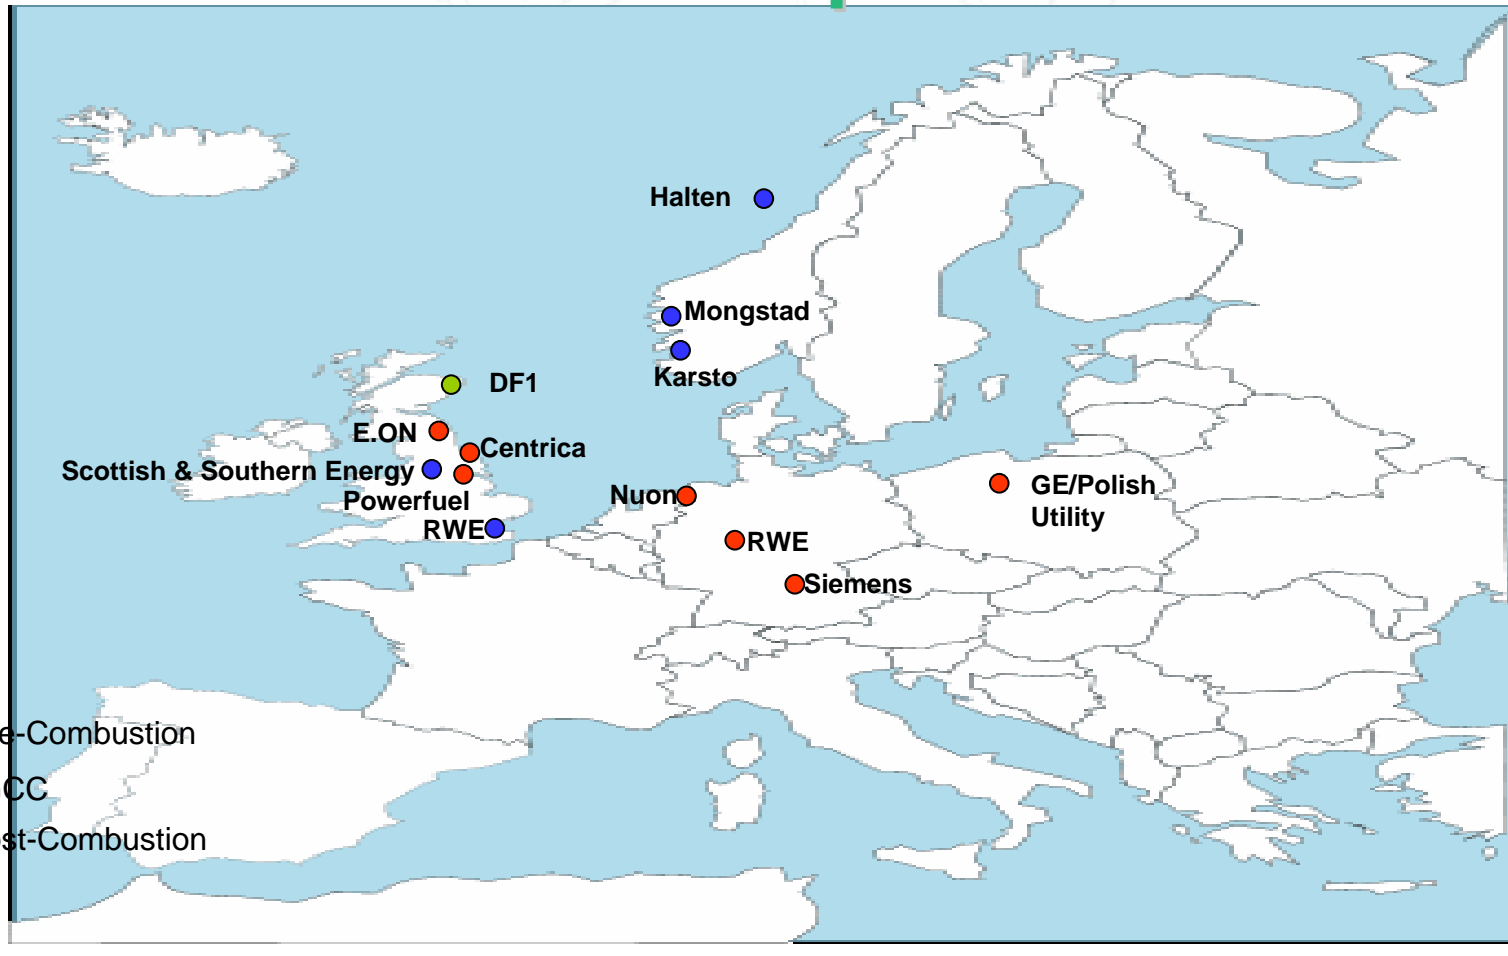 Halten
Mongstad
Karsto
DF1
E.ON
Centrica
Scottish & Southern Energy
Powerfuel
RWE
Nuon
GE/Polish
Utility
RWE
Siemens
e-Combustion
CC
st-Combustion